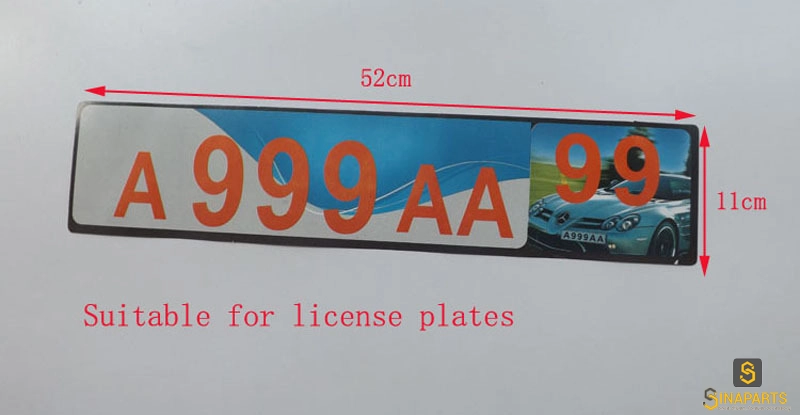 52cm
A 999 AA 99
A999AA
11cm
Suitable for license plates
S
SINAPARTS